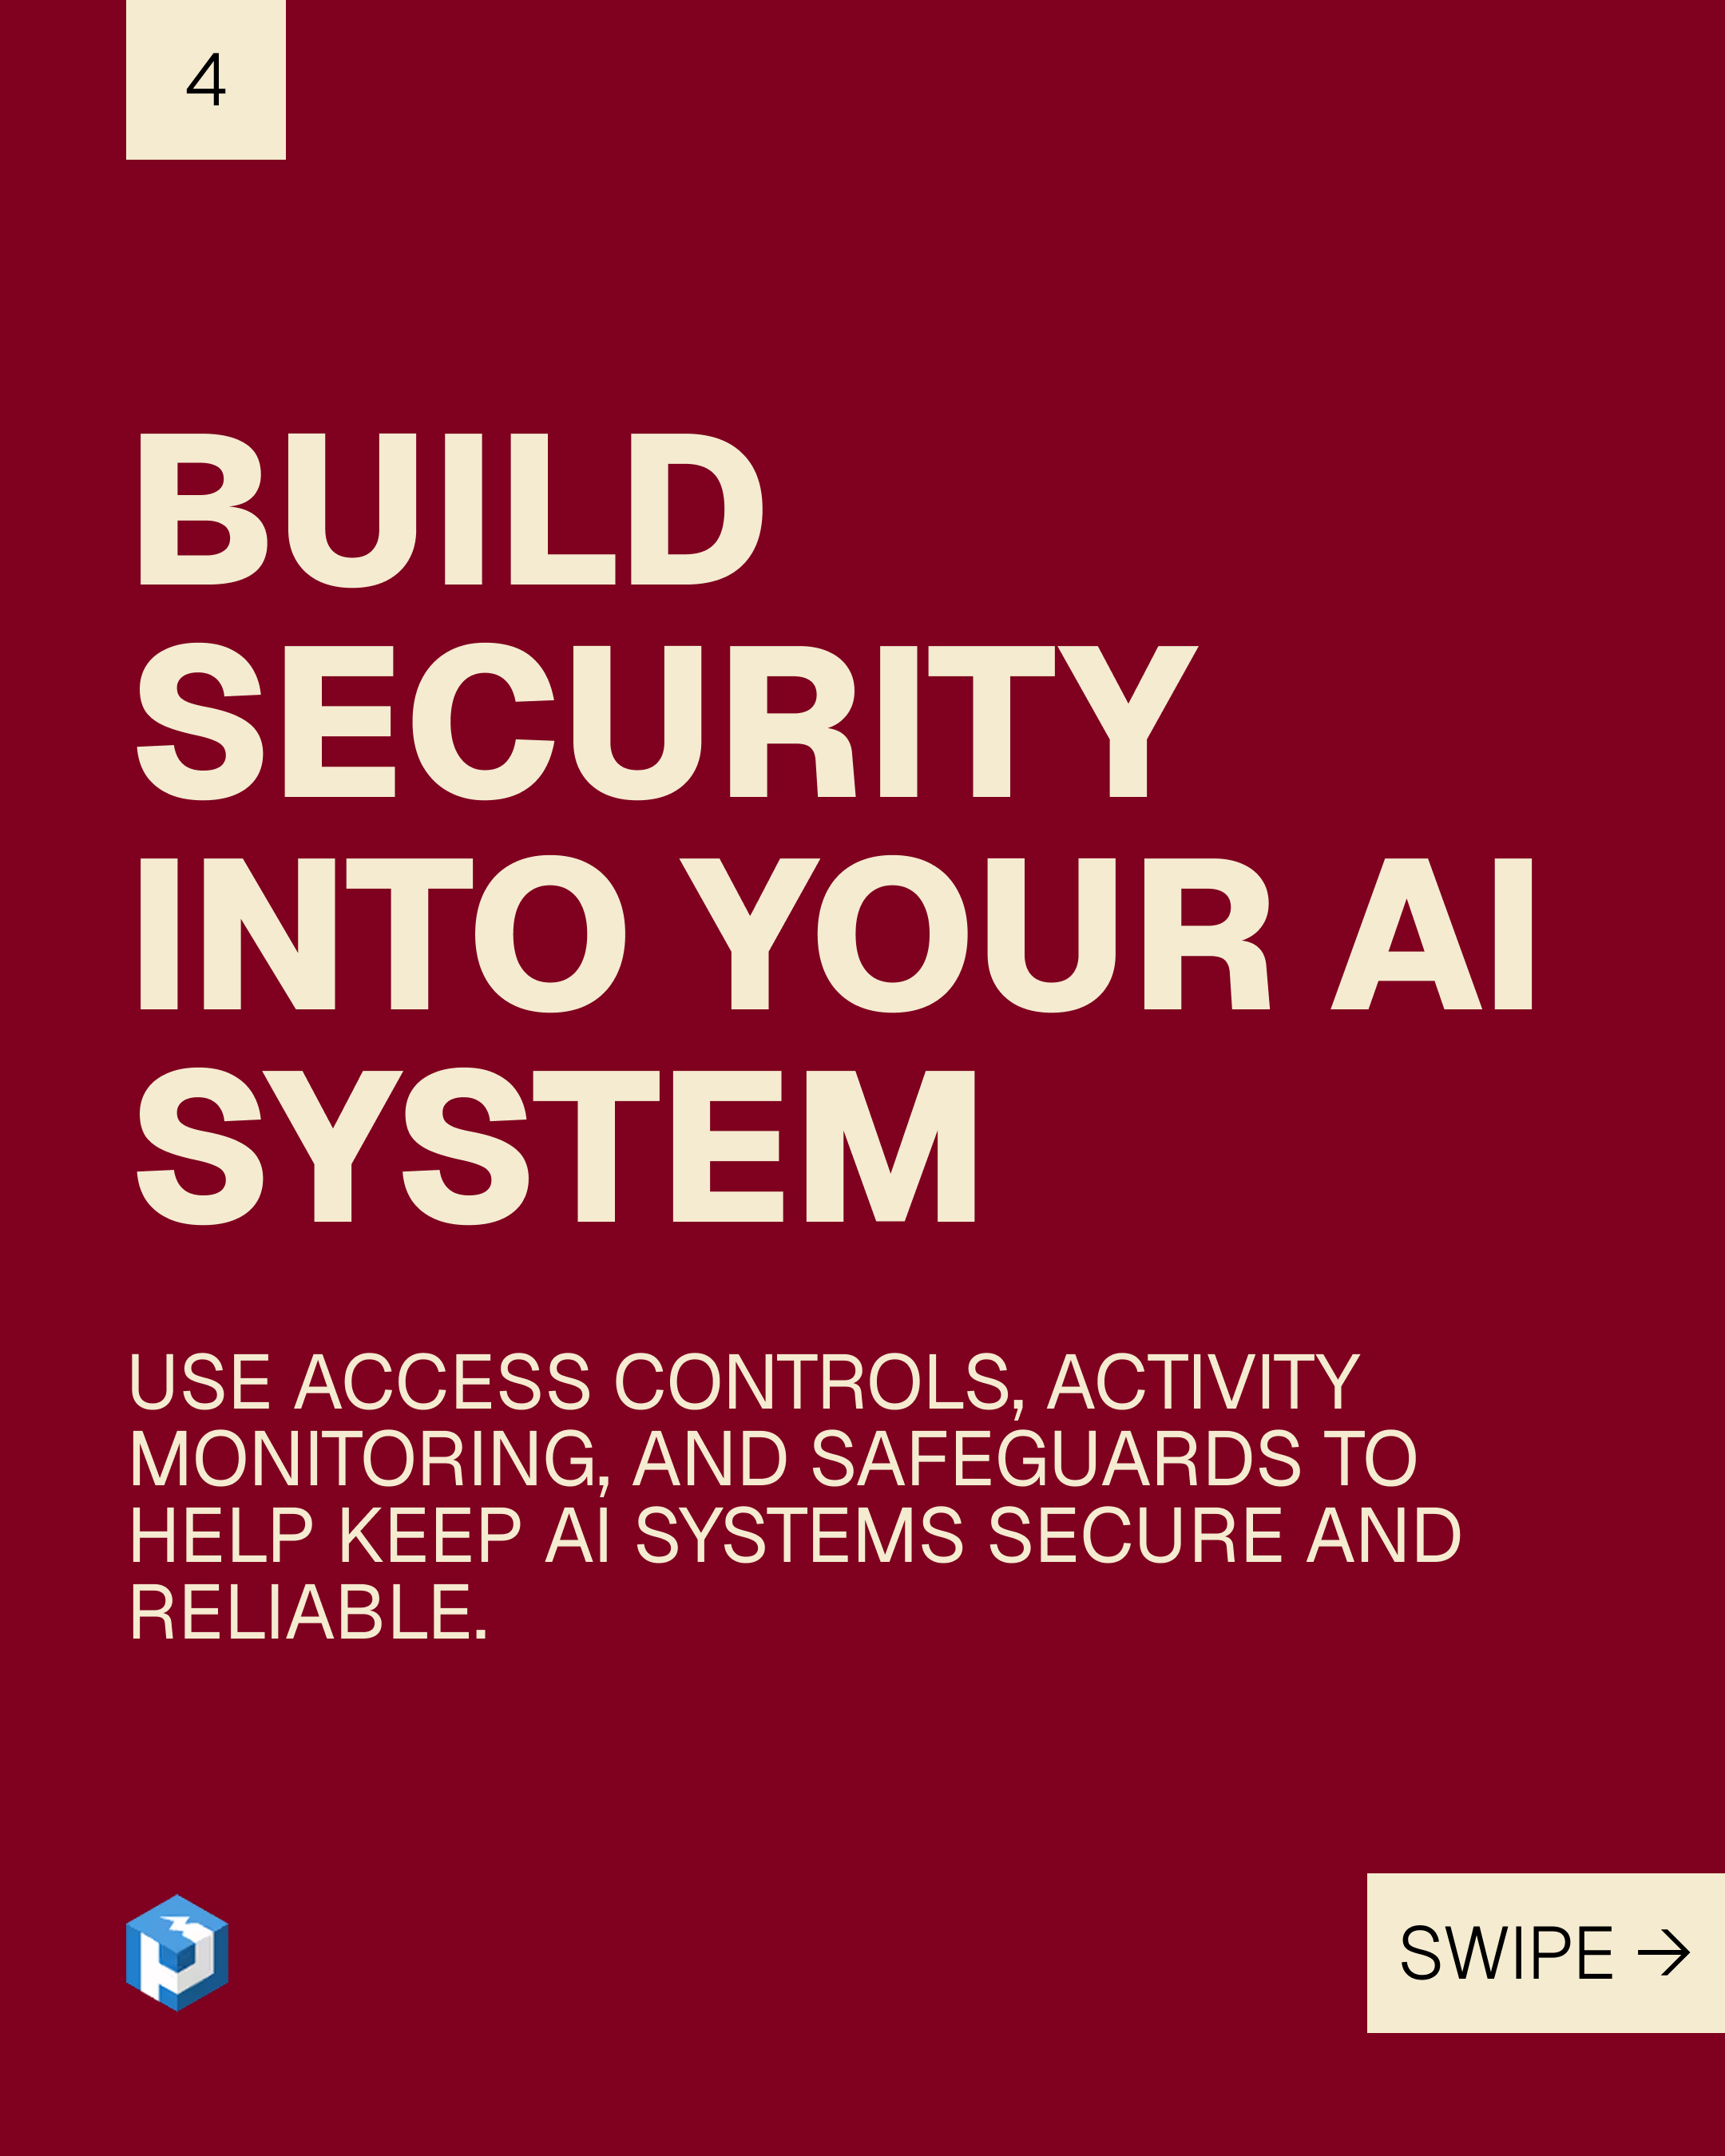 4
BUILD
SECURITY
INTO YOUR AI
SYSTEM
USE ACCESS CONTROLS, ACTIVITY
MONITORING, AND SAFEGUARDS TO
HELP KEEP AI SYSTEMS SECURE AND
RELIABLE.
SWIPE →